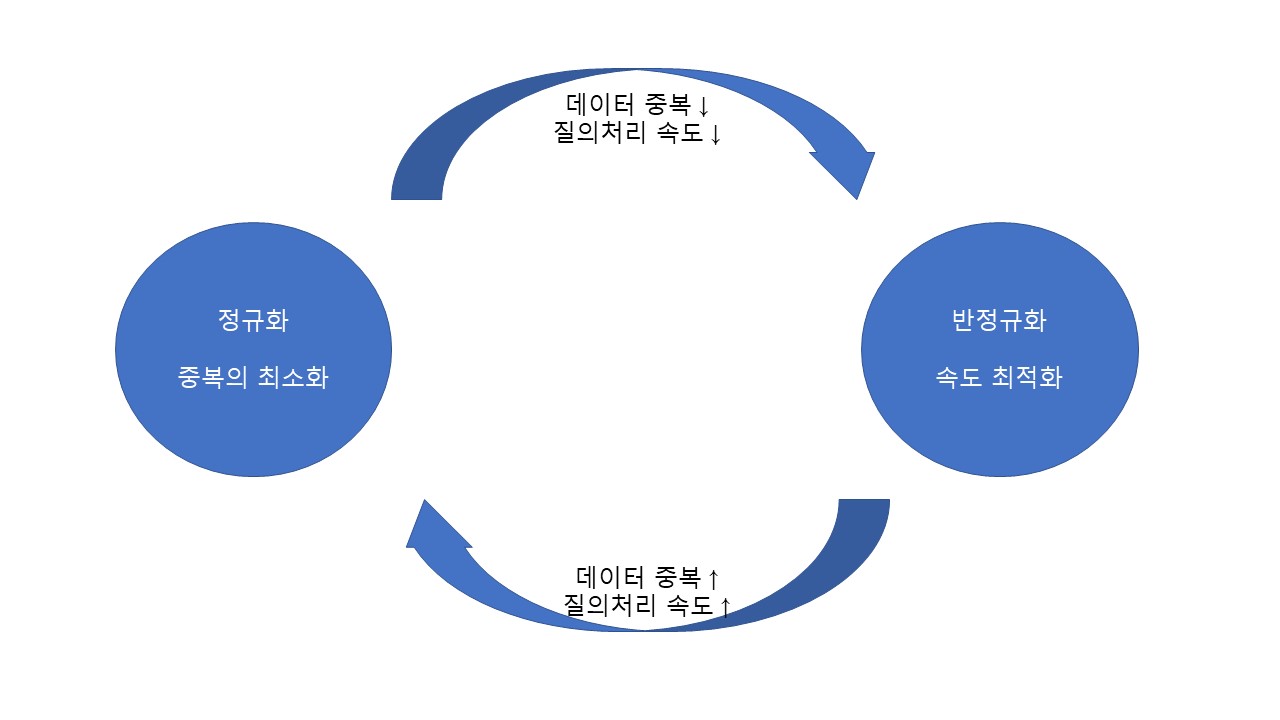 데이터 중복↓
질의처리 속도↓
정규화
중복의 최소화
반정규화
속도 최적화
데이터 중복↑
질의처리 속도↑